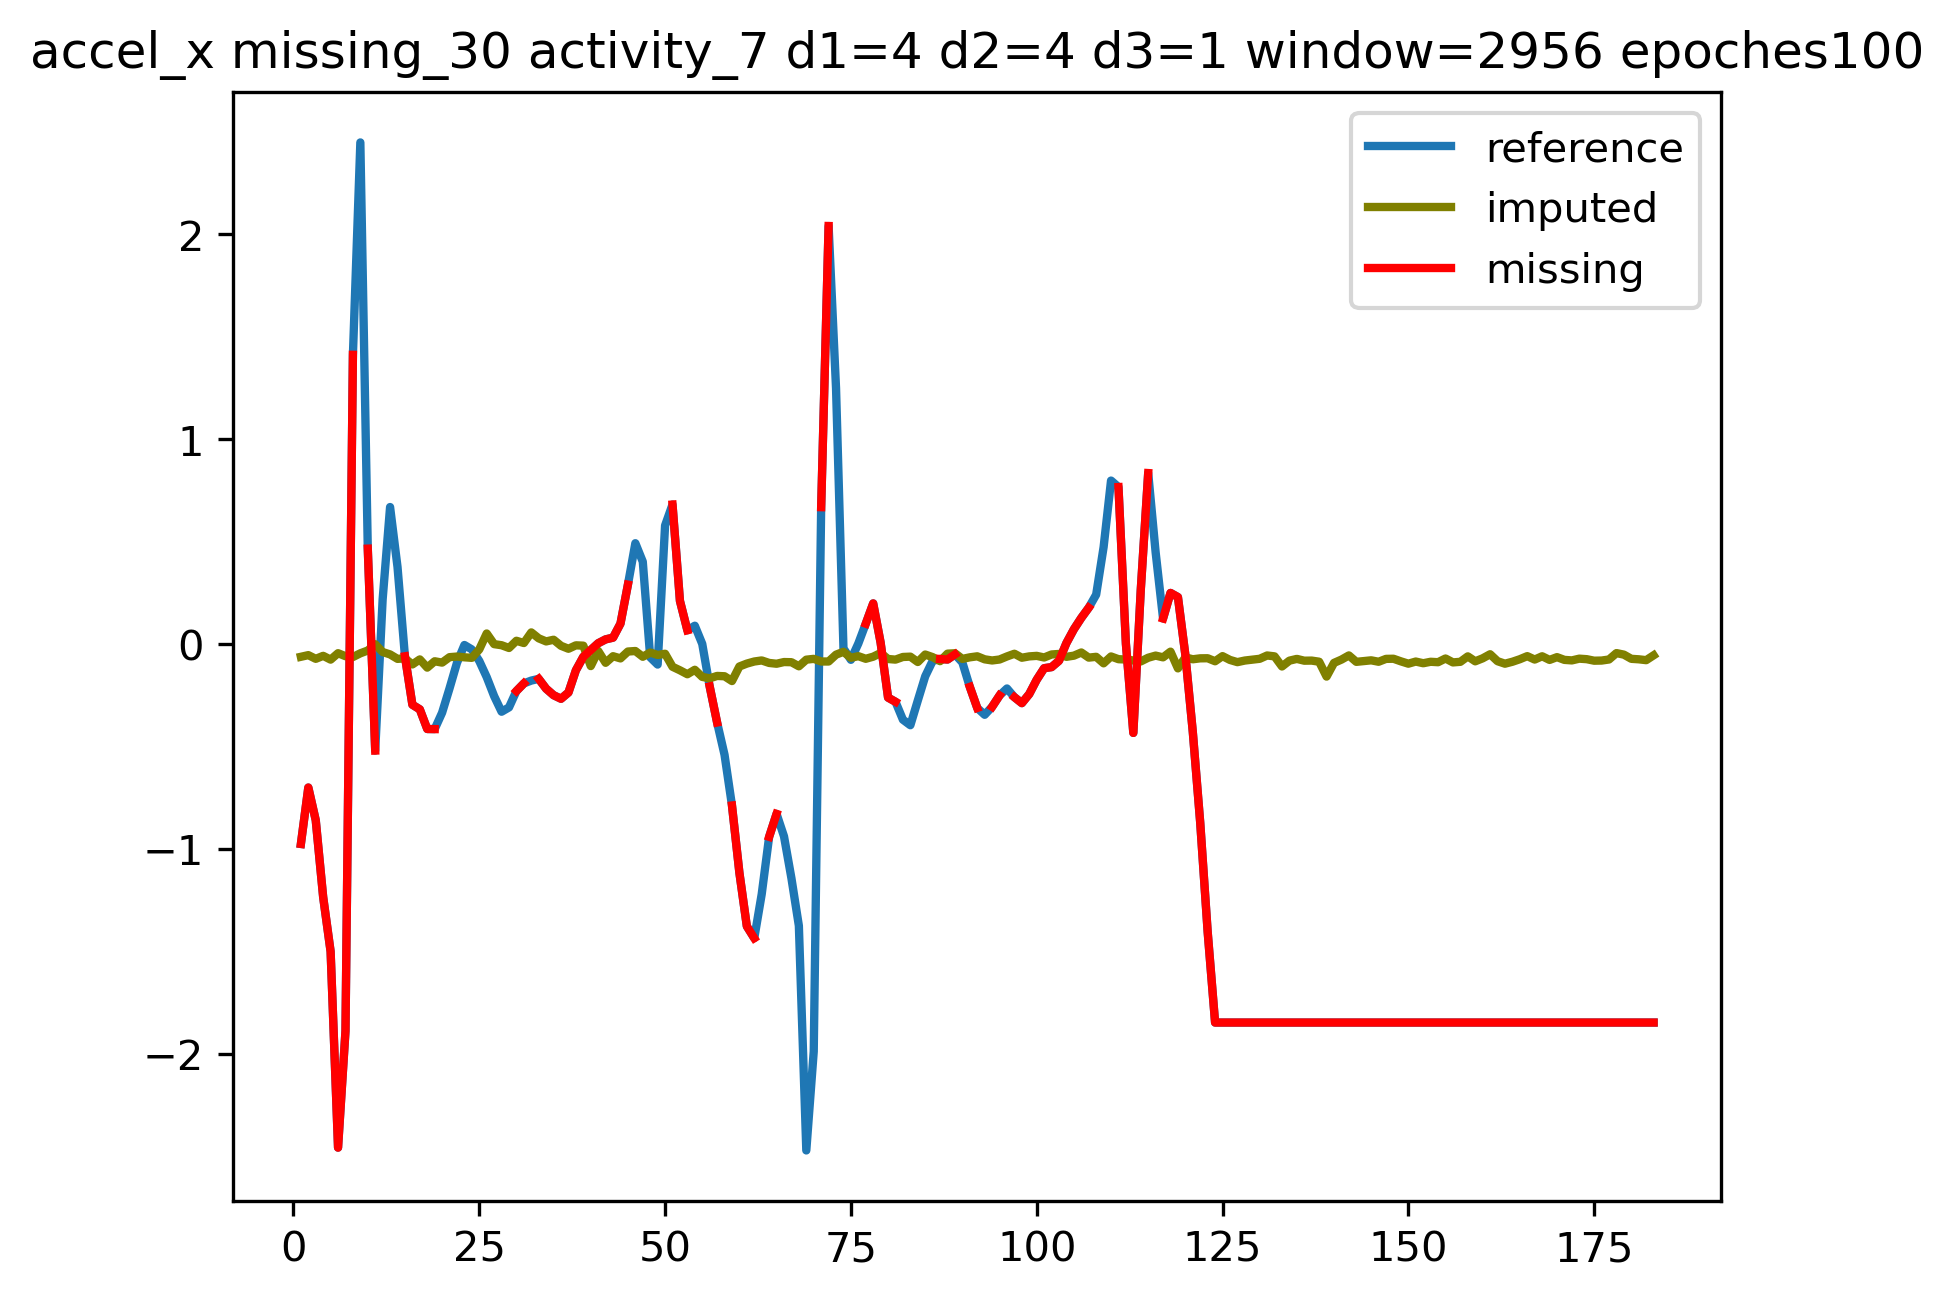 accel_x missing_30 activity_7 d1=4 d2=4 d3=1 window=2956 epoches100
reference
imputed
missing
2
1
0
−1
−2
0 25 50 75 100 125 150 175